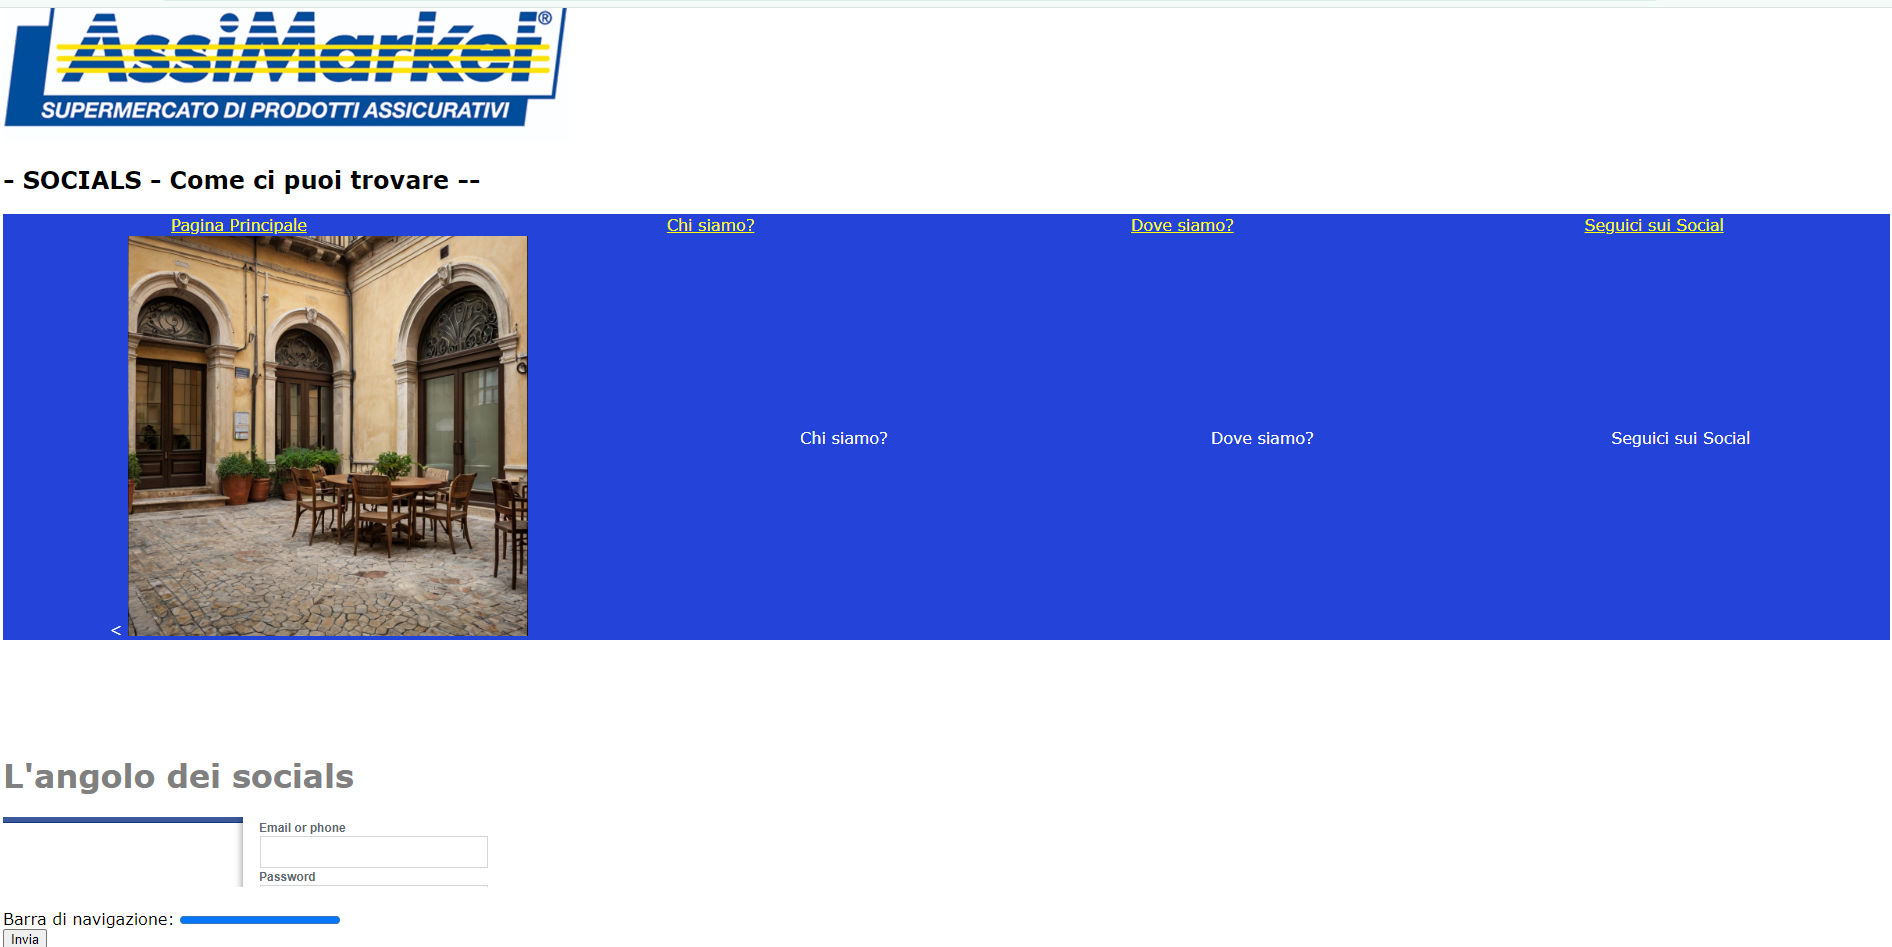 AssiMarket®
SUPERMERCATO DI PRODOTTI ASSICURATIVI
- SOCIALS - Come ci puoi trovare --
Pagina Principale Chi siamo? Dove siamo? Seguici sui Social
Chi siamo? Dove siamo? Seguici sui Social
<
L'angolo dei socials
Email or phone
Password
Barra di navigazione:
Invia